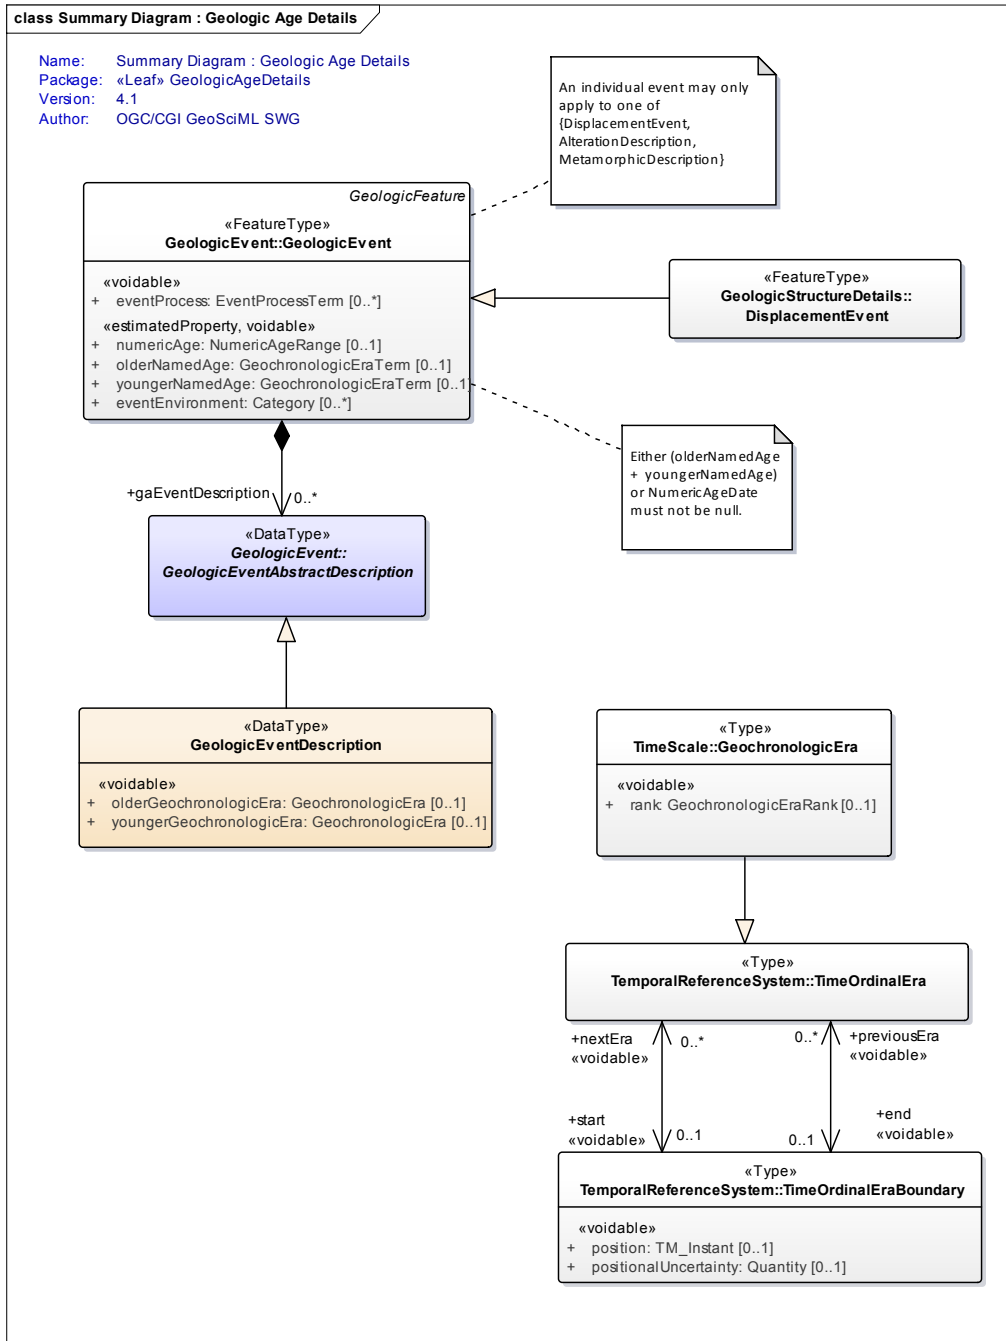 class Summary Diagram : Geologic Age Details
Name: Summary Diagram : Geologic Age Details
Package: «Leaf» GeologicAgeDetails
Version: 4.1
Author: OGC/CGI GeoSciML SWG
An individual event may only
apply to one of
{DisplacementEvent,
AlterationDescription,
MetamorphicDescription}
GeologicFeature
«FeatureType»
GeologicEvent::GeologicEvent
«voidable»
+ eventProcess: EventProcessTerm [0..*]
«estimatedProperty, voidable»
+ numericAge: NumericAgeRange [0..1]
+ olderNamedAge: GeochronologicEraTerm [0..1]
+ youngerNamedAge: GeochronologicEraTerm [0..1]
+ eventEnvironment: Category [0..*]
«FeatureType»
GeologicStructureDetails::
DisplacementEvent
Either (olderNamedAge
+ youngerNamedAge)
or NumericAgeDate
must not be null.
+gaEventDescription 0..*
«DataType»
GeologicEvent::
GeologicEventAbstractDescription
«DataType»
GeologicEventDescription
«voidable»
+ olderGeochronologicEra: GeochronologicEra [0..1]
+ youngerGeochronologicEra: GeochronologicEra [0..1]
«Type»
TimeScale::GeochronologicEra
«voidable»
+ rank: GeochronologicEraRank [0..1]
«Type»
TemporalReferenceSystem::TimeOrdinalEra
+nextEra 0..* 0..* +previousEra
«voidable» «voidable»
+start +end
«voidable» 0..1 0..1 «voidable»
«Type»
TemporalReferenceSystem::TimeOrdinalEraBoundary
«voidable»
+ position: TM_Instant [0..1]
+ positionalUncertainty: Quantity [0..1]